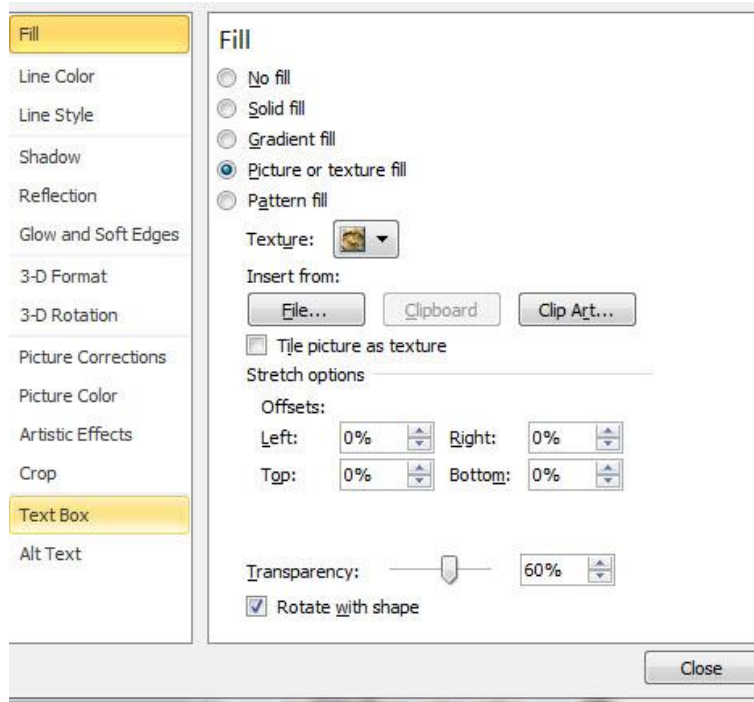 Fill
Line Color
Line Style
Shadow
Reflection
Glow and Soft Edges
3-D Format
3-D Rotation
Picture Corrections
Picture Color
Artistic Effects
Crop
Text Box
Alt Text
Fill
No fill
Solid fill
Gradient fill
Picture or texture fill
Pattern fill
Texture:
Insert from:
File... Clipboard Clip Art...
Tile picture as texture
Stretch options
Offsets:
Left: 0% Right: 0%
Top: 0% Bottom: 0%
Transparency: 60%
Rotate with shape
Close